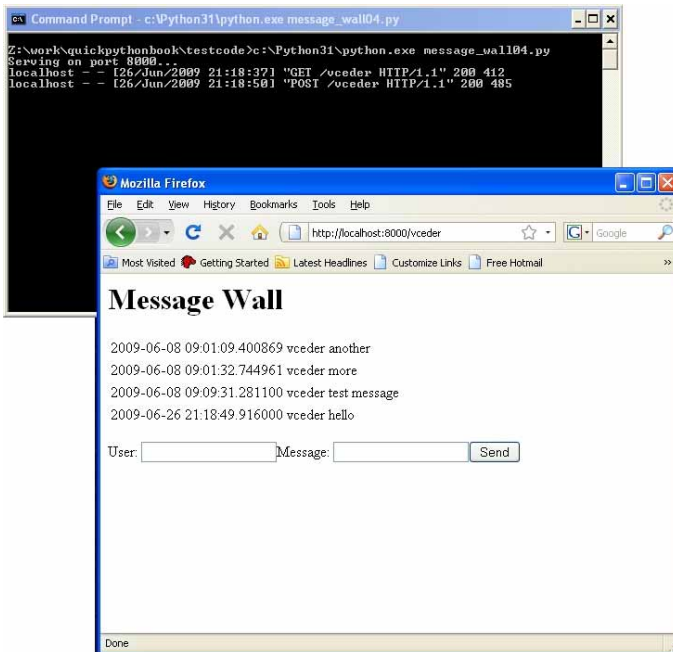 Command Prompt - c:\Python31\python.exe message_wall04.py
Z:\work\quickpythonbook\testcode>c:\Python31\python.exe message_wall04.py
Serving on port 8000...
localhost - - [26/Jun/2009 21:18:37] "GET /vceder HTTP/1.1" 200 412
localhost - - [26/Jun/2009 21:18:50] "POST /vceder HTTP/1.1" 200 485
Mozilla Firefox
File Edit View History Bookmarks Tools Help
http://localhost:8000/vceder G Google
Most Visited Getting Started Latest Headlines Customize Links Free Hotmail »
Message Wall
2009-06-08 09:01:09.400869 vceder another
2009-06-08 09:01:32.744961 vceder more
2009-06-08 09:09:31.281100 vceder test message
2009-06-26 21:18:49.916000 vceder hello
User: Message: Send
Done